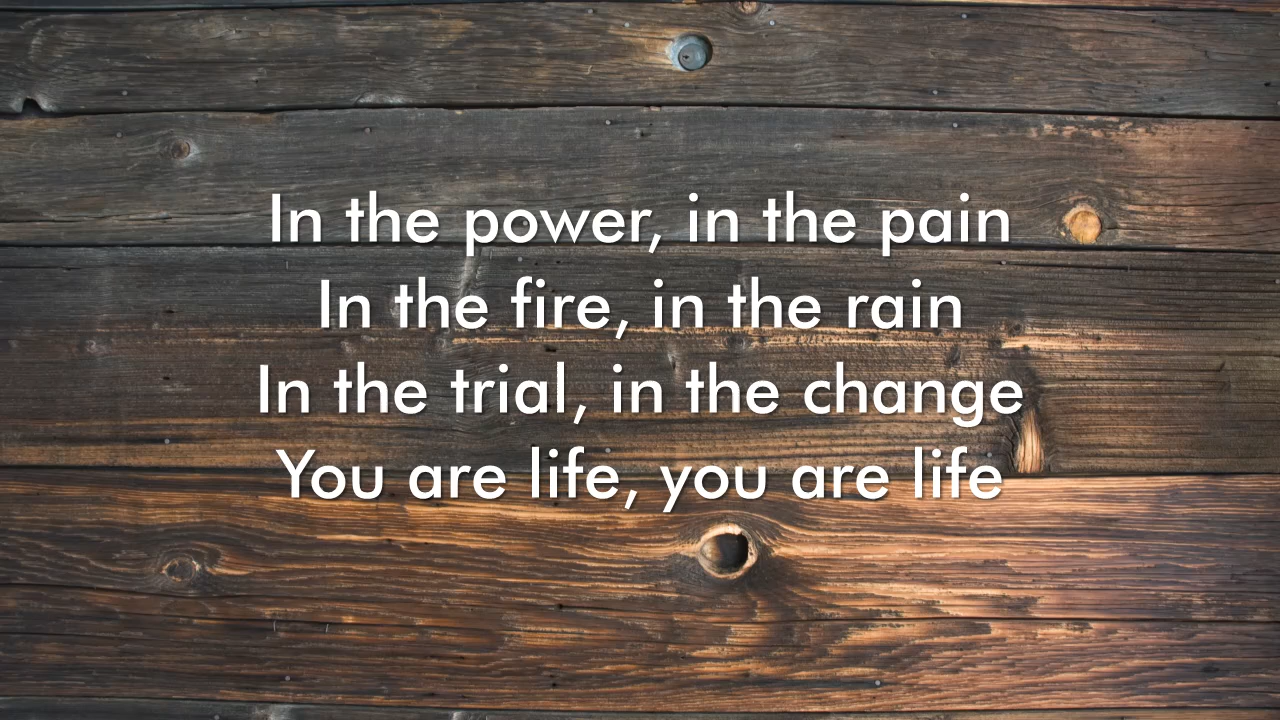 In the power, in the pain
In the fire, in the rain
In the trial, in the change
You are life, you are life